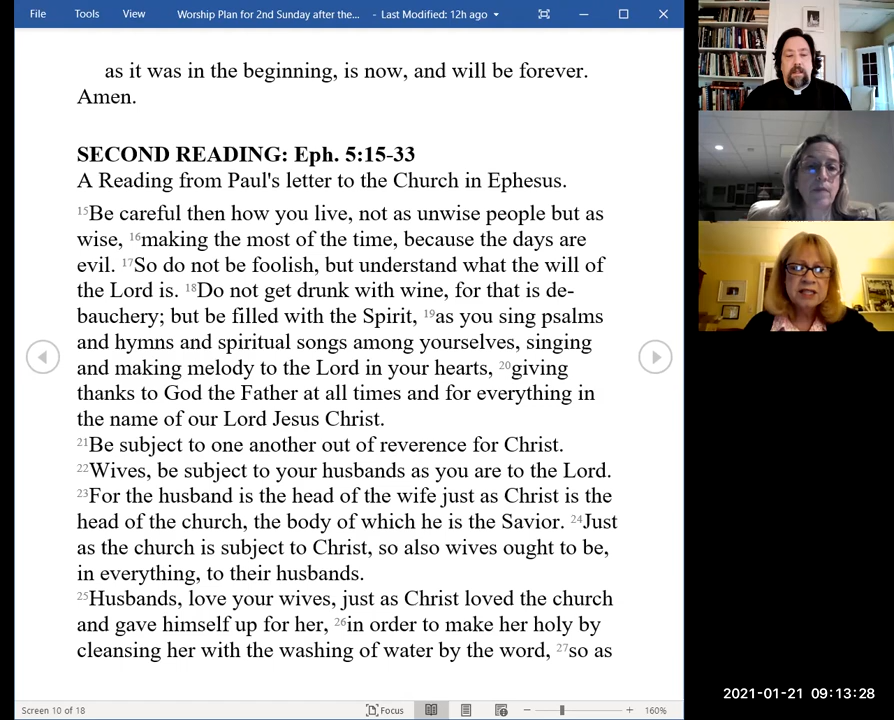 File Tools View Worship Plan for 2nd Sunday after the... - Last Modified: 12h ago
as it was in the beginning, is now, and will be forever.
Amen.
SECOND READING: Eph. 5:15-33
A Reading from Paul's letter to the Church in Ephesus.
15Be careful then how you live, not as unwise people but as
wise, 16making the most of the time, because the days are
evil. 17So do not be foolish, but understand what the will of
the Lord is. 18Do not get drunk with wine, for that is de-
bauchery; but be filled with the Spirit, 19as you sing psalms
and hymns and spiritual songs among yourselves, singing
and making melody to the Lord in your hearts, 20giving
thanks to God the Father at all times and for everything in
the name of our Lord Jesus Christ.
21Be subject to one another out of reverence for Christ.
22Wives, be subject to your husbands as you are to the Lord.
23For the husband is the head of the wife just as Christ is the
head of the church, the body of which he is the Savior. 24Just
as the church is subject to Christ, so also wives ought to be,
in everything, to their husbands.
25Husbands, love your wives, just as Christ loved the church
and gave himself up for her, 26in order to make her holy by
cleansing her with the washing of water by the word, 27so as
Screen 10 of 18 Focus 160%
2021-01-21 09:13:28